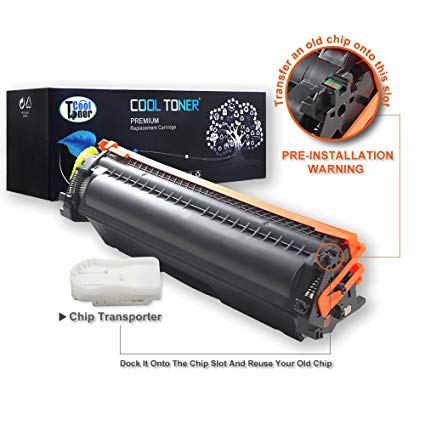 Transfer an old chip onto this slot
Cool
Toner
COOL TONER
PREMIUM
Replacement Cartridge
PRE-INSTALLATION
WARNING
Chip Transporter
Dock It Onto The Chip Slot And Reuse Your Old Chip.